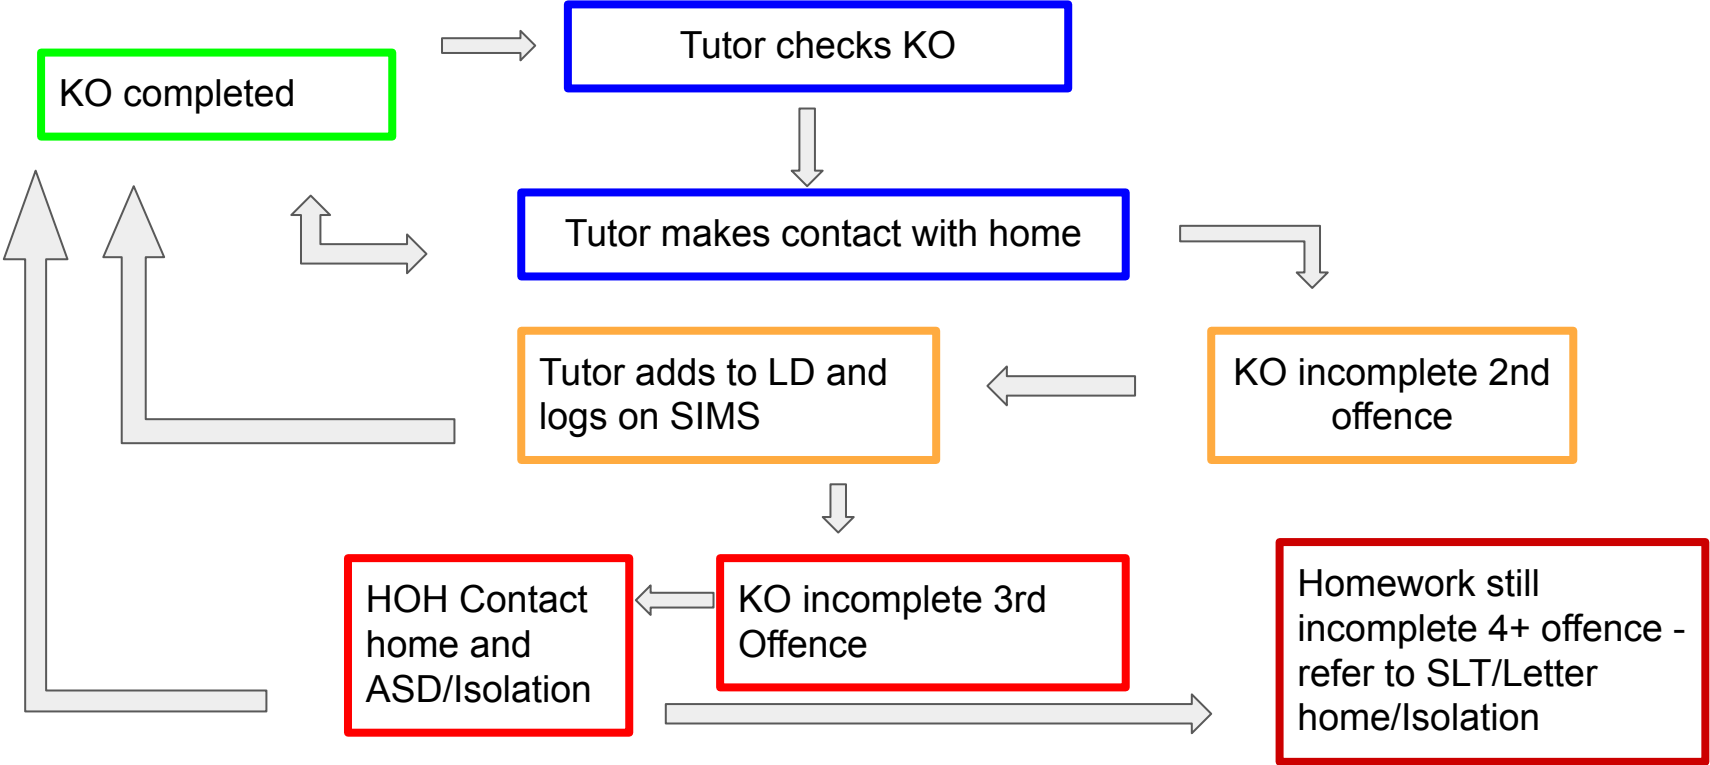 Tutor checks KO
KO completed
Tutor makes contact with home
Tutor adds to LD and
logs on SIMS
KO incomplete 2nd
offence
HOH Contact
home and
ASD/Isolation
KO incomplete 3rd
Offence
Homework still
incomplete 4+ offence -
refer to SLT/Letter
home/Isolation